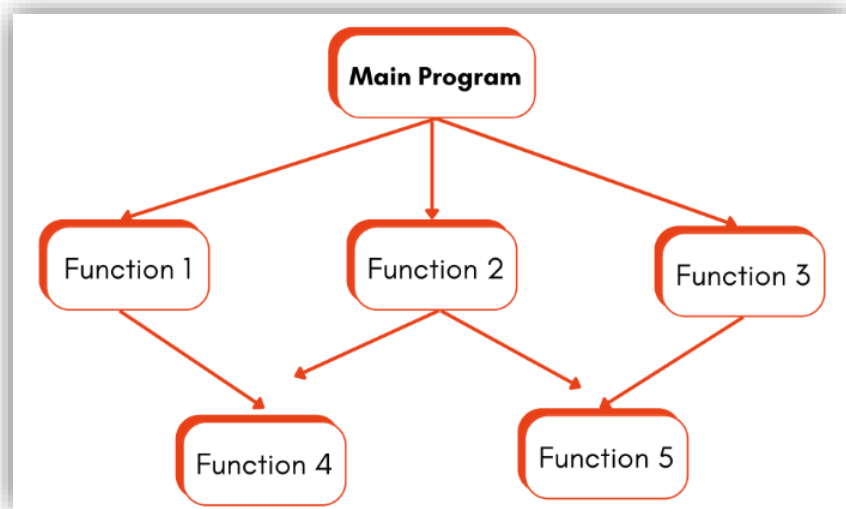 Main Program
Function 1
Function 2
Function 3
Function 4
Function 5